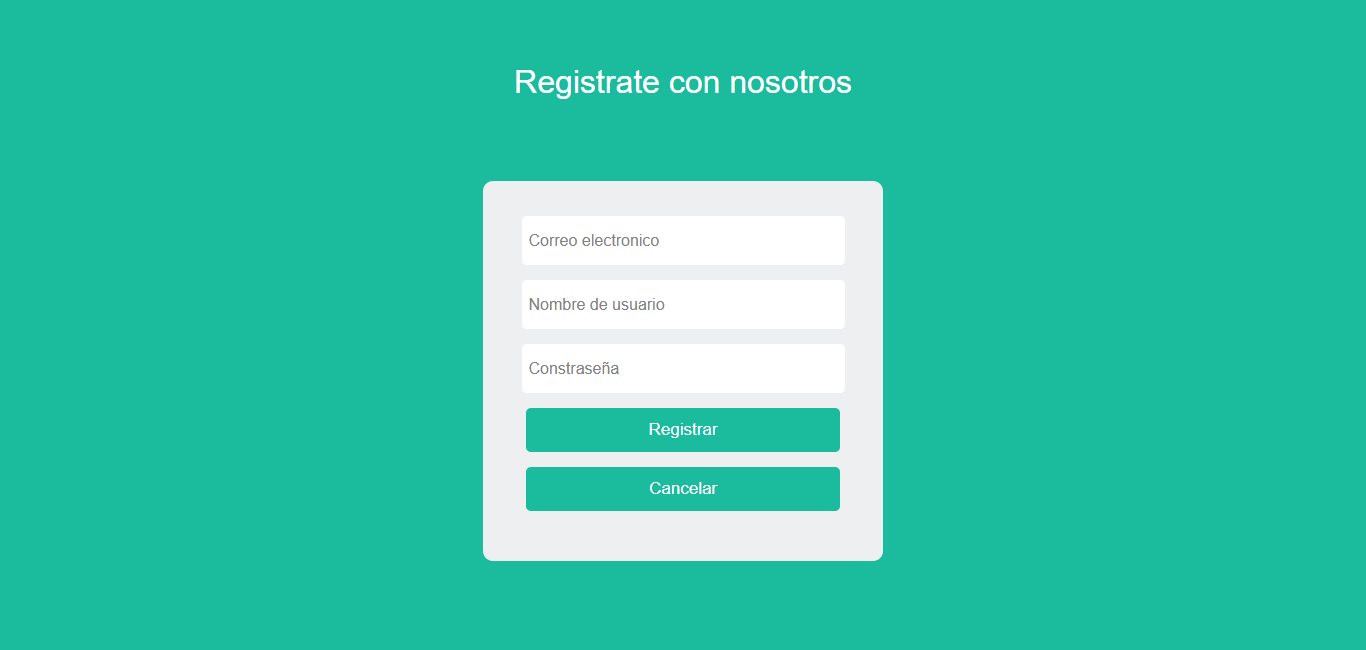 Registrate con nosotros
Correo electronico
Nombre de usuario
Constraseña
Registrar
Cancelar